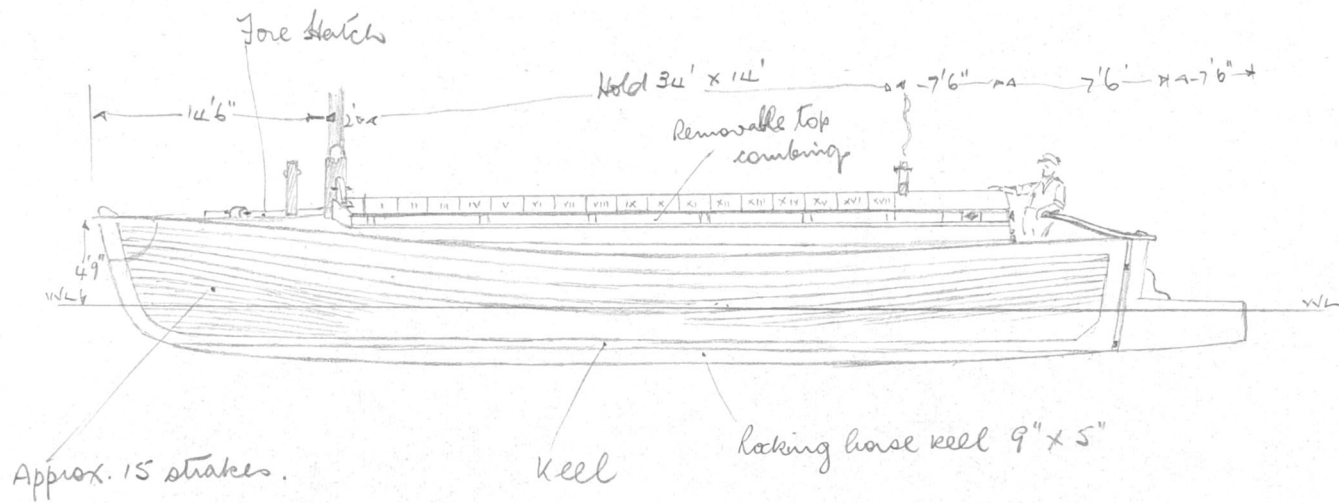 Fore Hatch
Hold 34' x 14'
14'6"
2'
7'6"
7'6'
7'6"
Removable top
combing
I II III IV V VI VII VIII IX X XI XII XIII XIV XV XVI XVII
4'9"
WL
WL
Approx. 15 strakes.
Keel
Rocking horse keel 9" x 5"